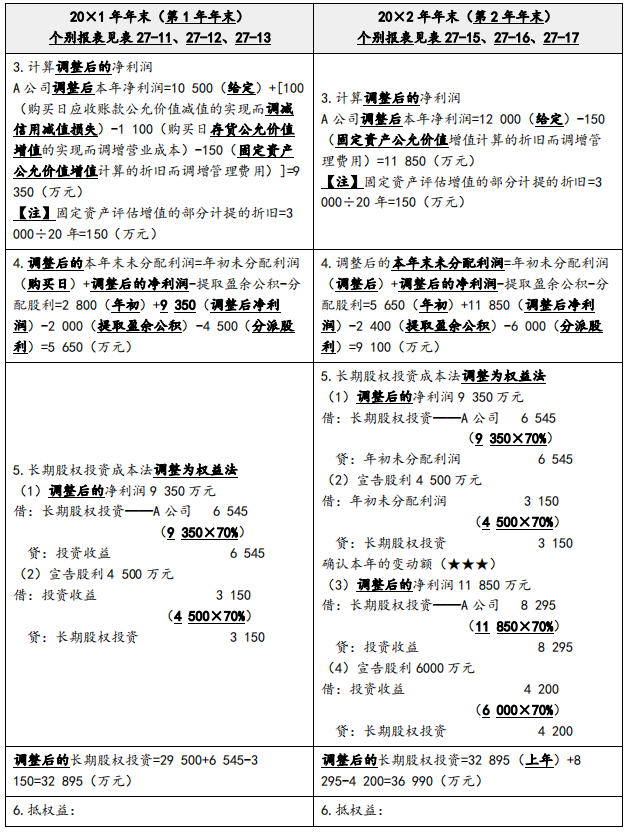 20×1 年年末（第 1 年年末）
个别报表见表 27-11、27-12、27-13
20×2 年年末（第 2 年年末）
个别报表见表 27-15、27-16、27-17
3.计算调整后的净利润
A 公司调整后本年净利润=10 500（给定）+[100
（购买日应收账款公允价值减值的实现而调减
信用减值损失）-1 100（购买日存货公允价值
增值的实现而调增营业成本）-150（固定资产
公允价值增值计算的折旧而调增管理费用）]=9
350（万元）
【注】固定资产评估增值的部分计提的折旧=3
000÷20 年=150（万元）
3.计算调整后的净利润
A 公司调整后本年净利润=12 000（给定）-150
（固定资产公允价值增值计算的折旧而调增管
理费用）=11 850（万元）
【注】固定资产评估增值的部分计提的折旧=3
000÷20 年=150（万元）
4.调整后的本年年末未分配利润=年初未分配利润
（购买日）+调整后的净利润-提取盈余公积-分
配股利=2 800（年初）+9 350（调整后净利
润）-2 000（提取盈余公积）-4 500（分派股
利）=5 650（万元）
4.调整后的本年年末未分配利润=年初未分配利润
（调整后）+调整后的净利润-提取盈余公积-分
配股利=5 650（年初）+11 850（调整后净利
润）-2 400（提取盈余公积）-6 000（分派股
利）=9 100（万元）
5.长期股权投资成本法调整为权益法
（1）调整后的净利润 9 350 万元
借：长期股权投资——A 公司 6 545
（9 350×70%）
贷：投资收益 6 545
（2）宣告股利 4 500 万元
借：投资收益 3 150
（4 500×70%）
贷：长期股权投资 3 150
5.长期股权投资成本法调整为权益法
（1）调整后的净利润 9 350 万元
借：长期股权投资——A 公司 6 545
（9 350×70%）
贷：年初未分配利润 6 545
（2）宣告股利 4 500 万元
借：年初未分配利润 3 150
（4 500×70%）
贷：长期股权投资 3 150
确认本年的变动额（★★★）
（3）调整后的净利润 11 850 万元
借：长期股权投资——A 公司 8 295
（11 850×70%）
贷：投资收益 8 295
（4）宣告股利 6000 万元
借：投资收益 4 200
（6 000×70%）
贷：长期股权投资 4 200
调整后的长期股权投资=29 500+6 545-3
150=32 895（万元）
调整后的长期股权投资=32 895（上年）+8
295-4 200=36 990（万元）
6.抵权益：
6.抵权益：